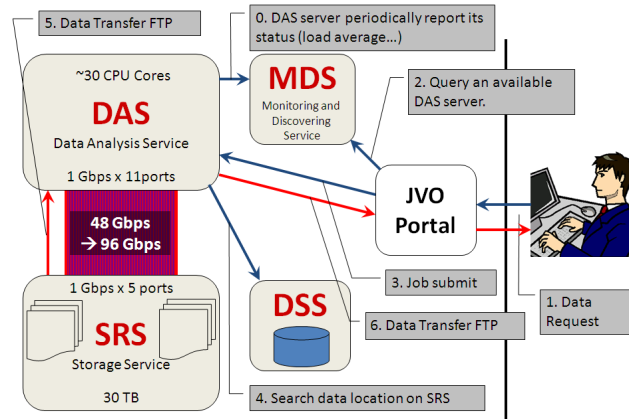 5. Data Transfer FTP
0. DAS server periodically report its
status (load average...)
~30 CPU Cores
DAS
Data Analysis Service
1 Gbps x 11ports
MDS
Monitoring and
Discovering
Service
2. Query an available
DAS server.
JVO
Portal
48 Gbps
→ 96 Gbps
1 Gbps x 5 ports
SRS
Storage Service
30 TB
DSS
3. Job submit
1. Data
Request
6. Data Transfer FTP
4. Search data location on SRS